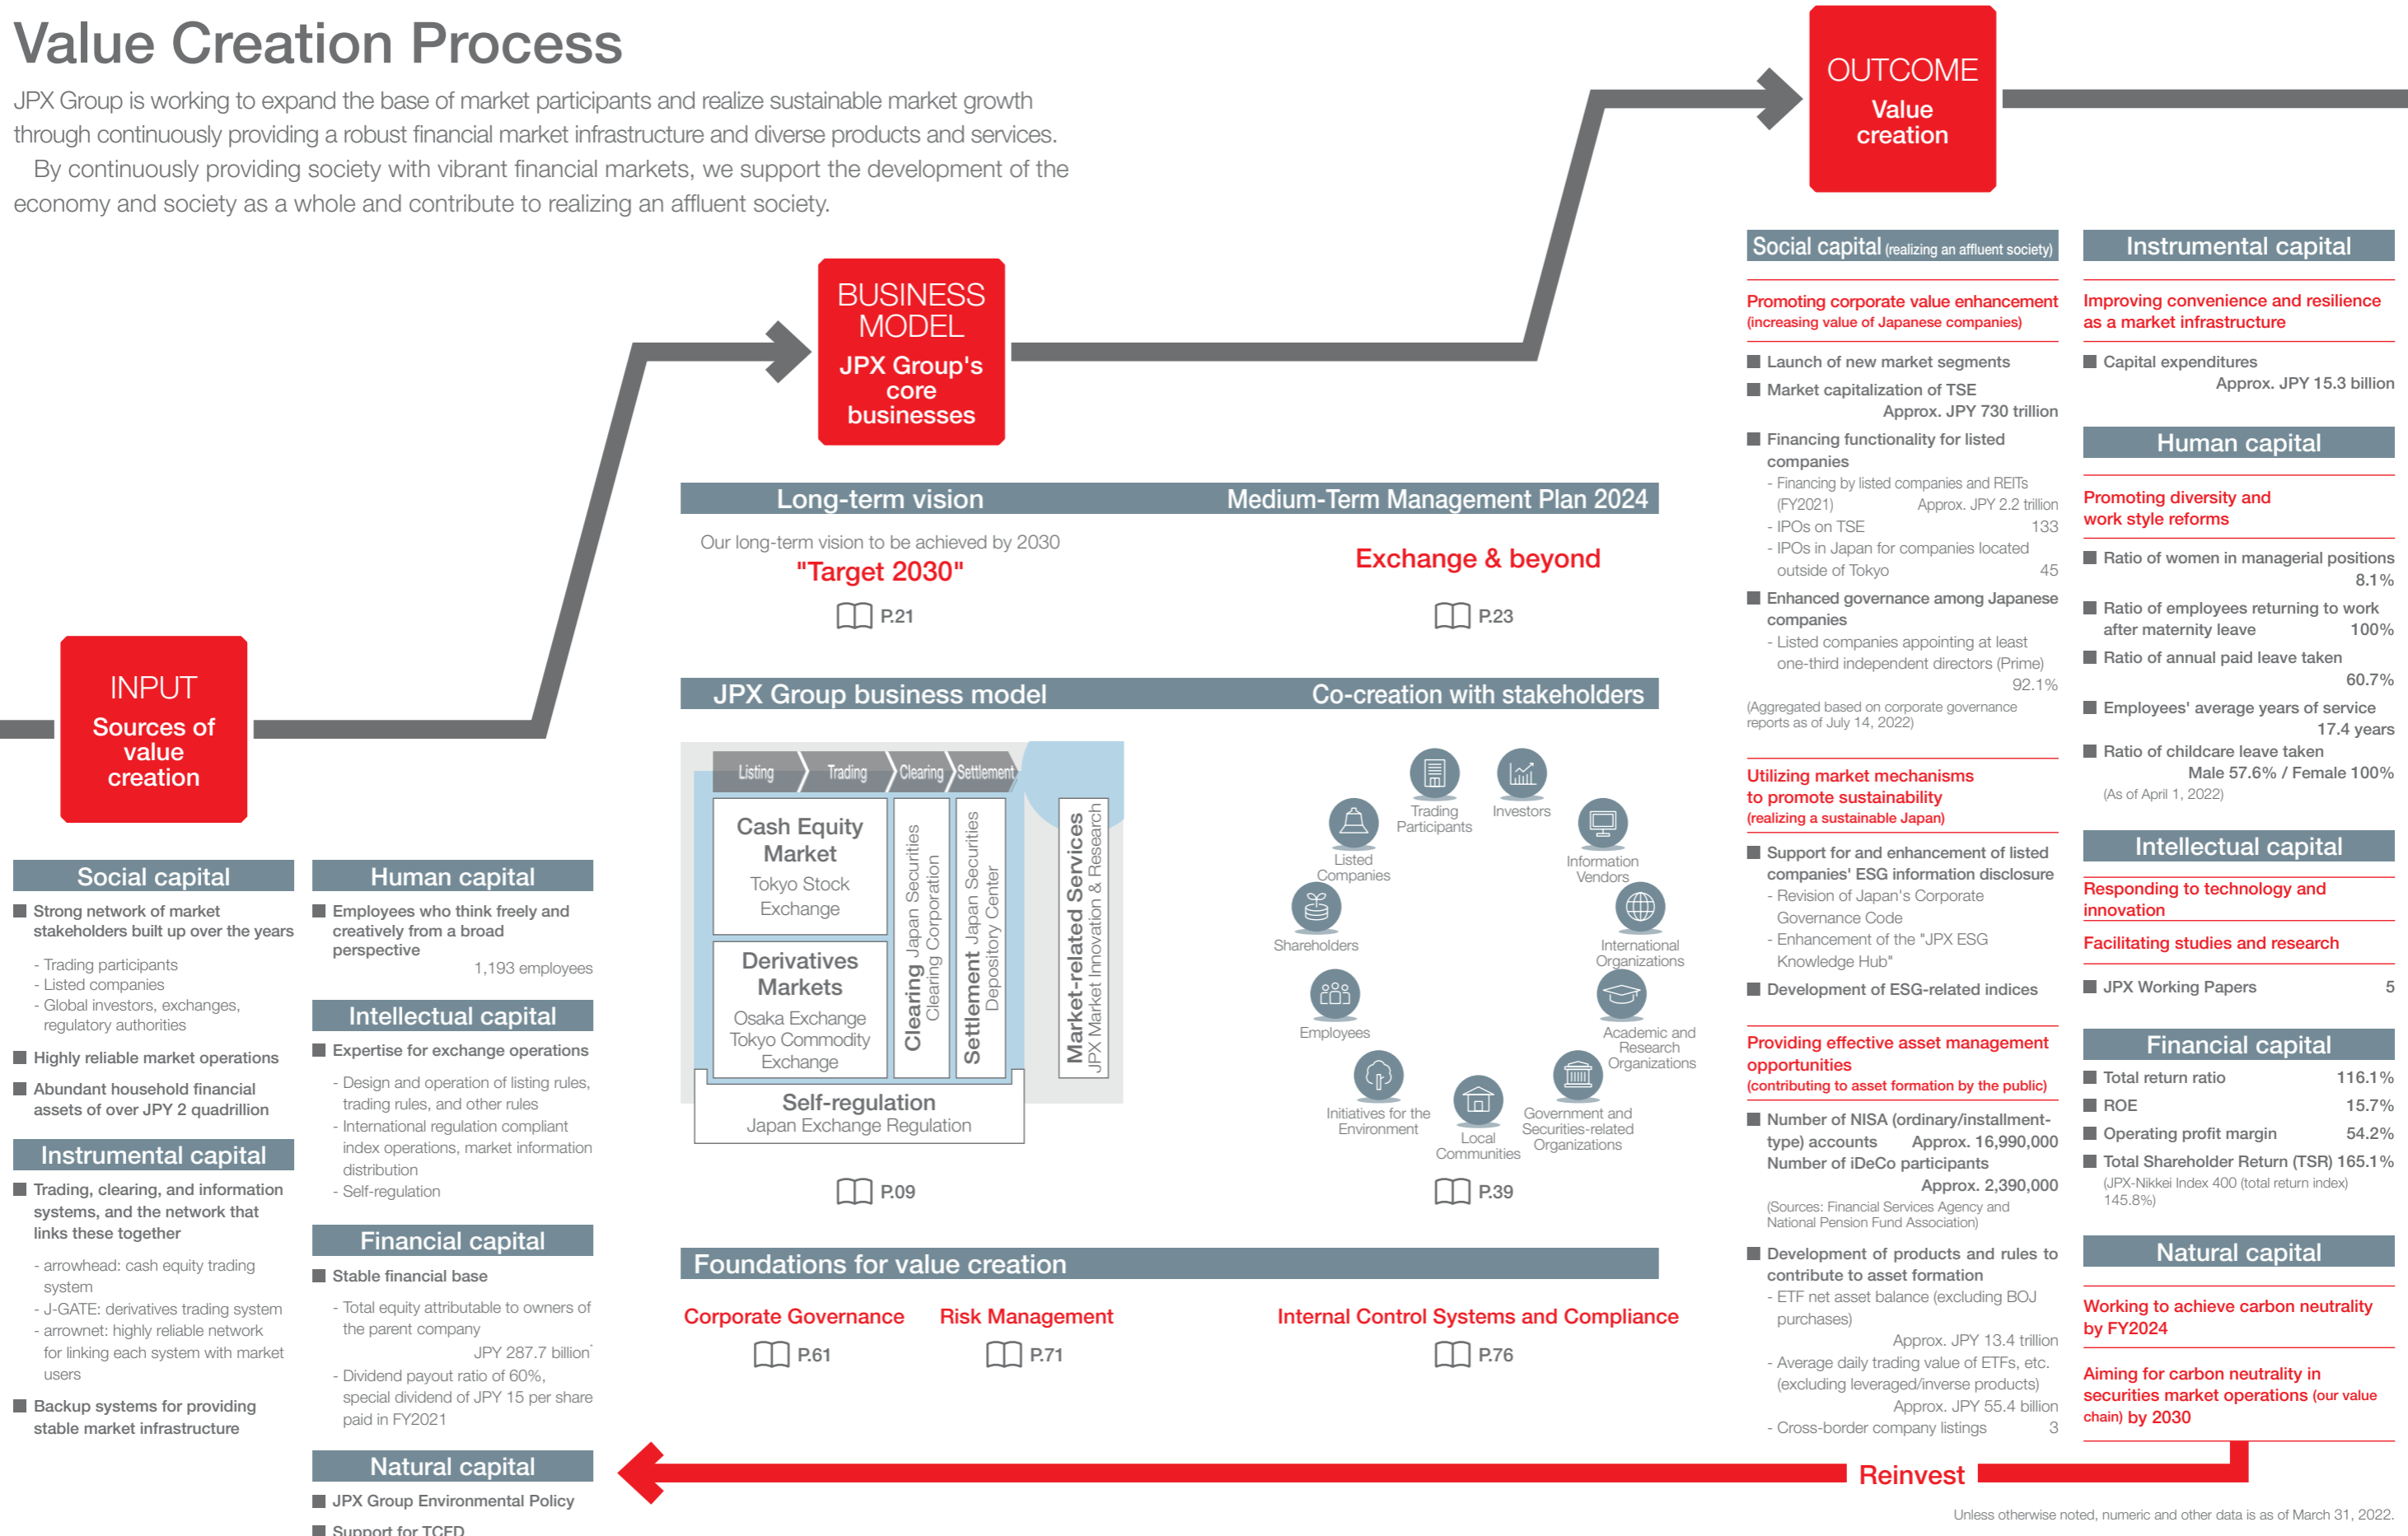 Value Creation Process
JPX Group is working to expand the base of market participants and realize sustainable market growth
through continuously providing a robust financial market infrastructure and diverse products and services.
By continuously providing society with vibrant financial markets, we support the development of the
economy and society as a whole and contribute to realizing an affluent society.
INPUT
Sources of
value
creation
Social capital
■ Strong network of market
stakeholders built up over the years
- Trading participants
- Listed companies
- Global investors, exchanges,
regulatory authorities
■ Highly reliable market operations
■ Abundant household financial
assets of over JPY 2 quadrillion
Instrumental capital
■ Trading, clearing, and information
systems, and the network that
links these together
- arrowhead: cash equity trading
system
- J-GATE: derivatives trading system
- arrownet: highly reliable network
for linking each system with market
users
■ Backup systems for providing
stable market infrastructure
Human capital
■ Employees who think freely and
creatively from a broad
perspective
1,193 employees
Intellectual capital
■ Expertise for exchange operations
- Design and operation of listing rules,
trading rules, and other rules
- International regulation compliant
index operations, market information
distribution
- Self-regulation
Financial capital
■ Stable financial base
- Total equity attributable to owners of
the parent company
JPY 287.7 billion*
- Dividend payout ratio of 60%,
special dividend of JPY 15 per share
paid in FY2021
Natural capital
■ JPX Group Environmental Policy
■ Support for TCFD
BUSINESS
MODEL
JPX Group's
core
businesses
Long-term vision
Our long-term vision to be achieved by 2030
"Target 2030"
P.21
Medium-Term Management Plan 2024
Exchange & beyond
P.23
JPX Group business model
Listing Trading Clearing Settlement
Cash Equity
Market
Tokyo Stock
Exchange
Derivatives
Markets
Osaka Exchange
Tokyo Commodity
Exchange
Clearing Japan Securities
Clearing Corporation
Settlement Japan Securities
Depository Center
Market-related Services
JPX Market Innovation & Research
Self-regulation
Japan Exchange Regulation
P.09
Co-creation with stakeholders
Trading
Participants
Investors
Listed
Companies
Information
Vendors
Shareholders
International
Organizations
Employees
Academic and
Research
Organizations
Initiatives for the
Environment
Local
Communities
Government and
Securities-related
Organizations
P.39
Foundations for value creation
Corporate Governance
P.61
Risk Management
P.71
Internal Control Systems and Compliance
P.76
OUTCOME
Value
creation
Social capital (realizing an affluent society)
Promoting corporate value enhancement
(increasing value of Japanese companies)
■ Launch of new market segments
■ Market capitalization of TSE
Approx. JPY 730 trillion
■ Financing functionality for listed
companies
- Financing by listed companies and REITs
(FY2021) Approx. JPY 2.2 trillion
- IPOs on TSE 133
- IPOs in Japan for companies located
outside of Tokyo 45
■ Enhanced governance among Japanese
companies
- Listed companies appointing at least
one-third independent directors (Prime)
92.1%
(Aggregated based on corporate governance
reports as of July 14, 2022)
Utilizing market mechanisms
to promote sustainability
(realizing a sustainable Japan)
■ Support for and enhancement of listed
companies' ESG information disclosure
- Revision of Japan's Corporate
Governance Code
- Enhancement of the "JPX ESG
Knowledge Hub"
■ Development of ESG-related indices
Providing effective asset management
opportunities
(contributing to asset formation by the public)
■ Number of NISA (ordinary/installment-
type) accounts Approx. 16,990,000
Number of iDeCo participants
Approx. 2,390,000
(Sources: Financial Services Agency and
National Pension Fund Association)
■ Development of products and rules to
contribute to asset formation
- ETF net asset balance (excluding BOJ
purchases)
Approx. JPY 13.4 trillion
- Average daily trading value of ETFs, etc.
(excluding leveraged/inverse products)
Approx. JPY 55.4 billion
- Cross-border company listings 3
Instrumental capital
Improving convenience and resilience
as a market infrastructure
■ Capital expenditures
Approx. JPY 15.3 billion
Human capital
Promoting diversity and
work style reforms
■ Ratio of women in managerial positions
8.1%
■ Ratio of employees returning to work
after maternity leave 100%
■ Ratio of annual paid leave taken
60.7%
■ Employees' average years of service
17.4 years
■ Ratio of childcare leave taken
Male 57.6% / Female 100%
(As of April 1, 2022)
Intellectual capital
Responding to technology and
innovation
Facilitating studies and research
■ JPX Working Papers 5
Financial capital
■ Total return ratio 116.1%
■ ROE 15.7%
■ Operating profit margin 54.2%
■ Total Shareholder Return (TSR) 165.1%
(JPX-Nikkei Index 400 (total return index)
145.8%)
Natural capital
Working to achieve carbon neutrality
by FY2024
Aiming for carbon neutrality in
securities market operations (our value
chain) by 2030
Reinvest
Unless otherwise noted, numeric and other data is as of March 31, 2022.